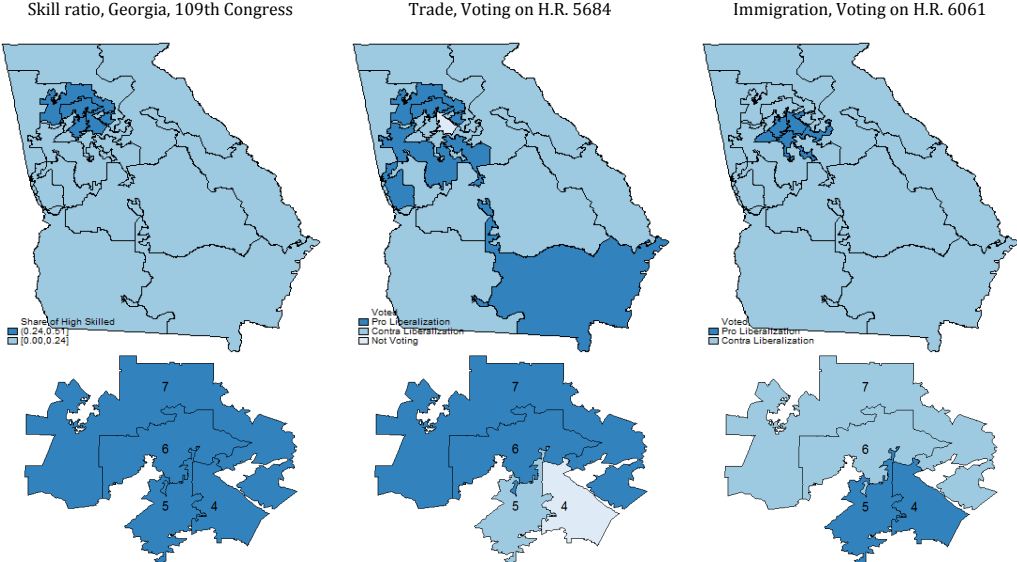 Skill ratio, Georgia, 109th Congress
Trade, Voting on H.R. 5684
Immigration, Voting on H.R. 6061
Share of High Skilled
(0.24,0.51]
[0.00,0.24]
Voted
Pro Liberalization
Contra Liberalization
Not Voting
Voted
Pro Liberalization
Contra Liberalization
7
6
5
4
7
6
5
4
7
6
5
4